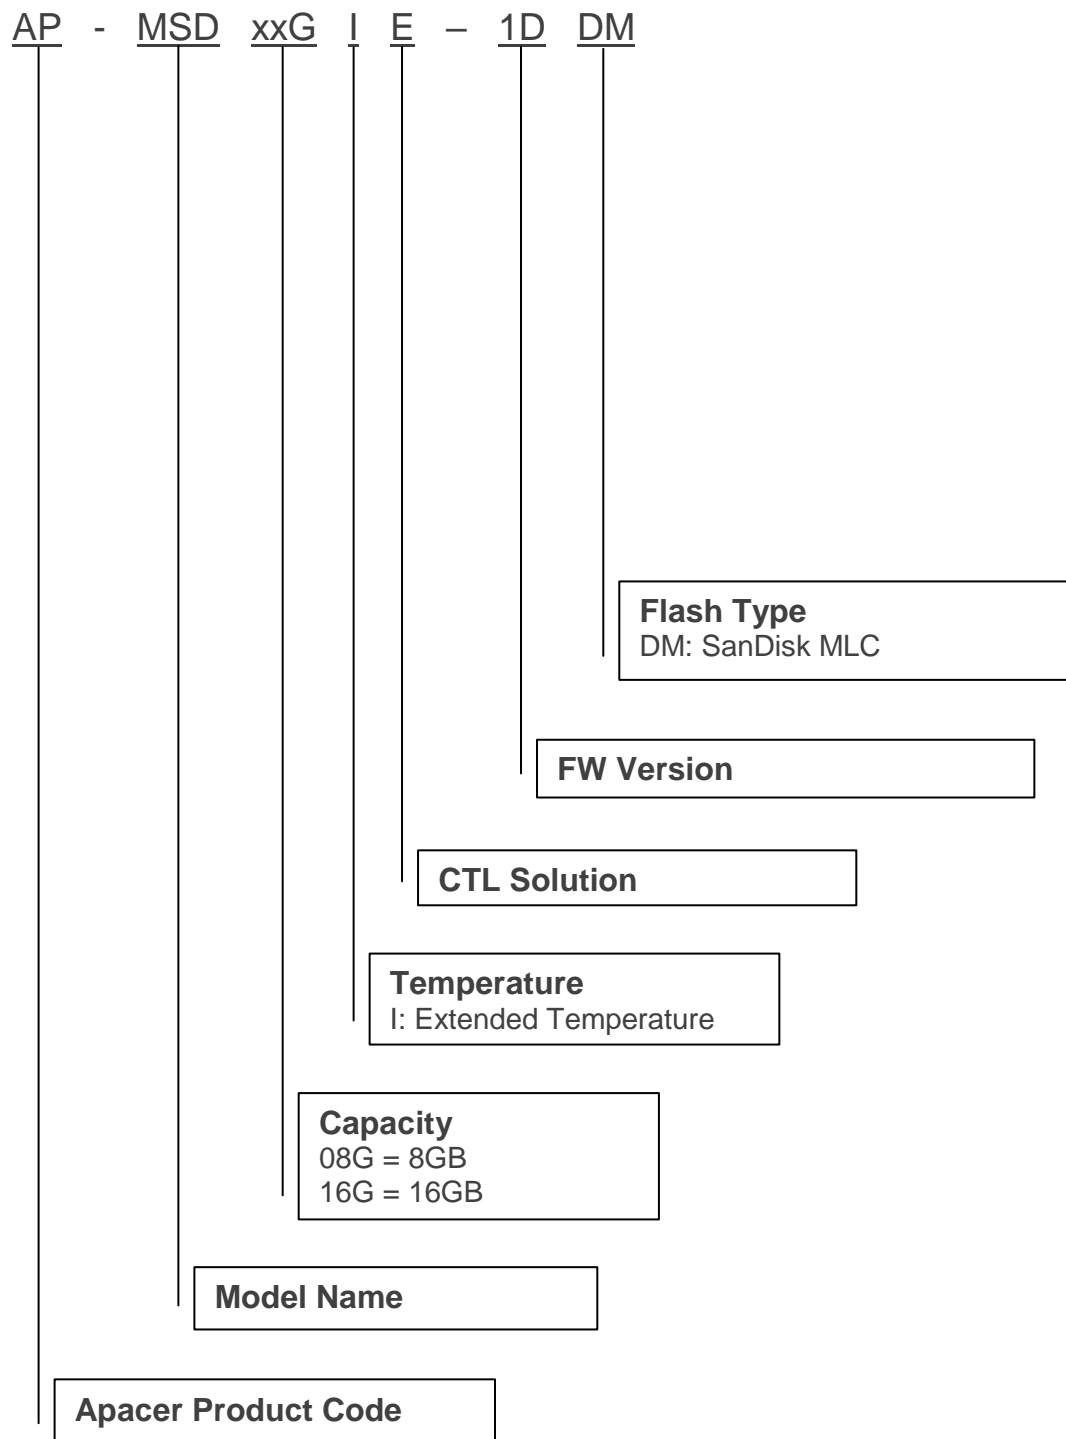 AP - MSD xxG I E – 1D DM
Flash Type
DM: SanDisk MLC
FW Version
CTL Solution
Temperature
I: Extended Temperature
Capacity
08G = 8GB
16G = 16GB
Model Name
Apacer Product Code